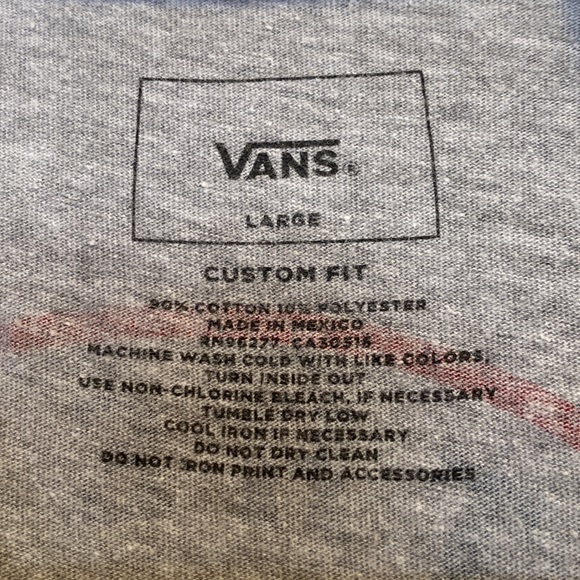 VANS®
LARGE
CUSTOM FIT
90% COTTON 10% POLYESTER
MADE IN MEXICO
RN96277 CA30516
MACHINE WASH COLD WITH LIKE COLORS,
TURN INSIDE OUT
USE NON-CHLORINE BLEACH, IF NECESSARY
TUMBLE DRY LOW
COOL IRON IF NECESSARY
DO NOT DRY CLEAN
DO NOT IRON PRINT AND ACCESSORIES